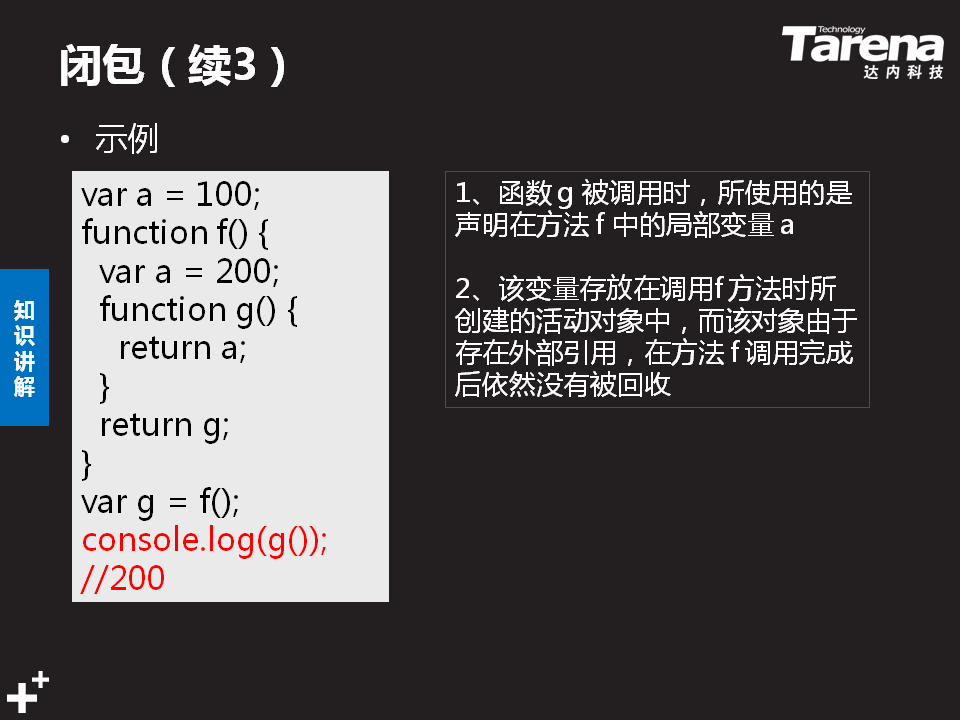 闭包（续3）
Technology
Tarena
达内科技
• 示例
var a = 100;
function f() {
  var a = 200;
  function g() {
    return a;
  }
  return g;
}
var g = f();
console.log(g());
//200
1、函数g 被调用时，所使用的是
声明在方法 f 中的局部变量 a
2、该变量存放在调用f 方法时所
创建的活动对象中，而该对象由于
存在外部引用，在方法 f 调用完成
后依然没有被回收
知
识
讲
解